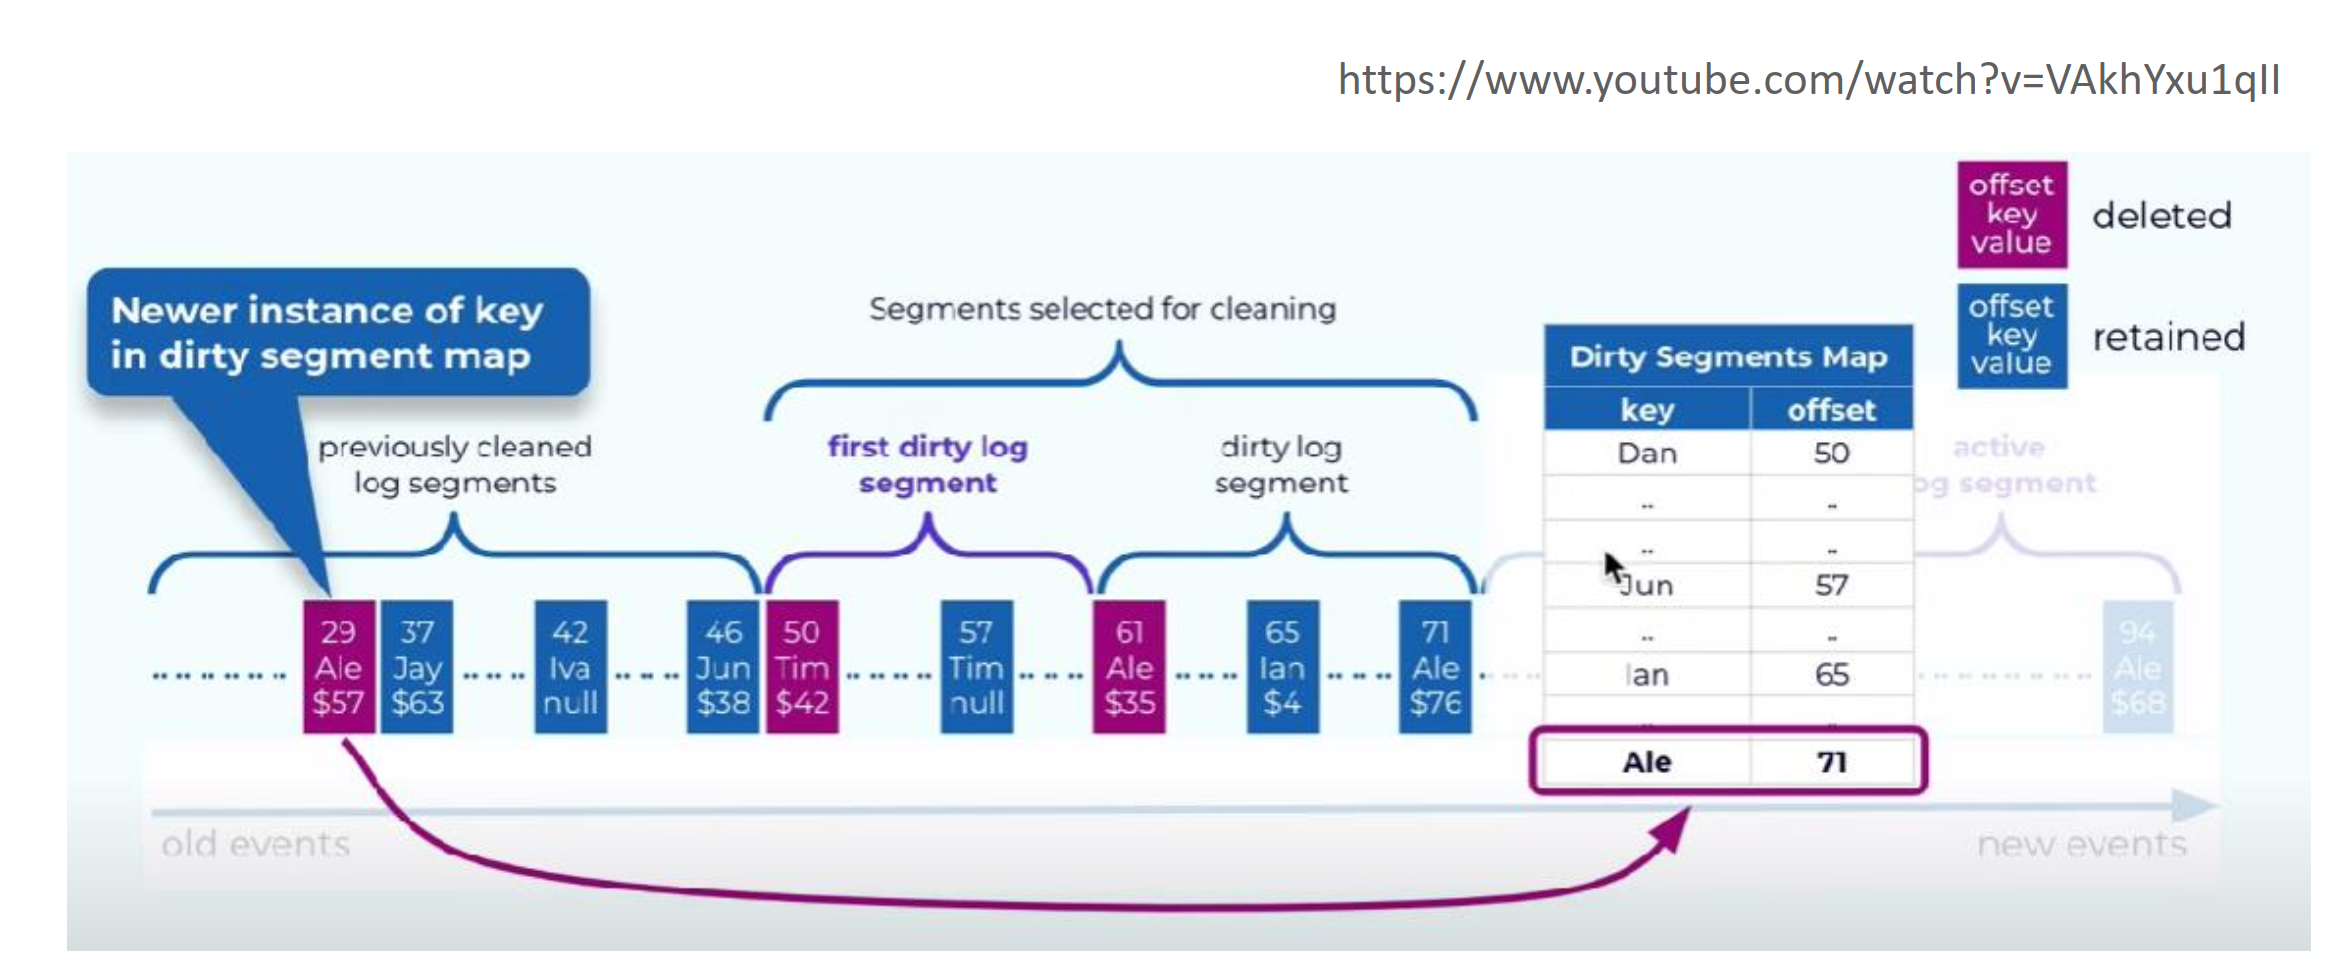 https://www.youtube.com/watch?v=VAkhYxu1qII
offset
key
value
deleted
offset
key
value
retained
Newer instance of key
in dirty segment map
Segments selected for cleaning
previously cleaned
log segments
first dirty log
segment
dirty log
segment
active
og segment
Dirty Segments Map
key offset
Dan 50
.. ..
.. ..
Jun 57
.. ..
Ian 65
.. ..
Ale 71
29
Ale
$57
37
Jay
$63
42
Iva
null
46
Jun
$38
50
Tim
$42
57
Tim
null
61
Ale
$35
65
Ian
$4
71
Ale
$76
94
Ale
$68
old events
new events